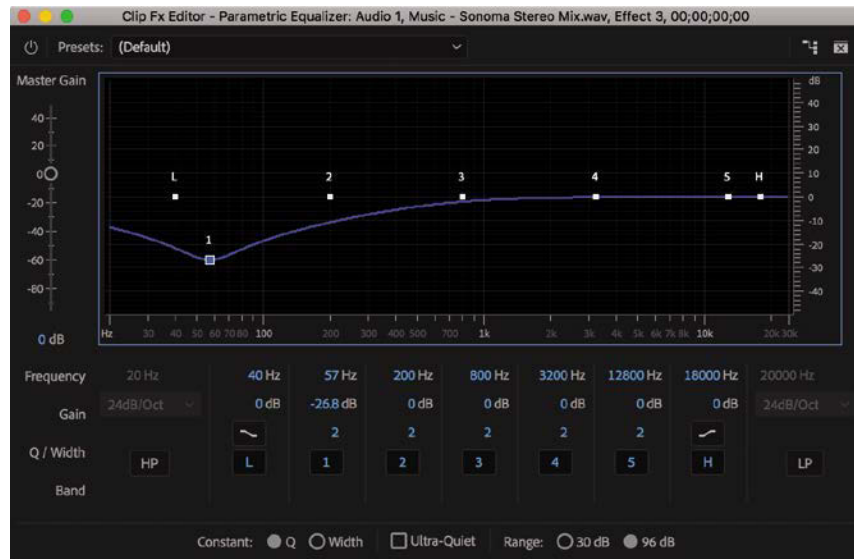 Clip Fx Editor - Parametric Equalizer: Audio 1, Music - Sonoma Stereo Mix.wav, Effect 3, 00;00;00;00
Presets: (Default)
Master Gain
dB
40
40
30
20
20
L 2 3 4 5 H
0
10
0
-20
-10
-40
1
-20
-60
-30
-80
-40
0 dB
Hz 30 40 50 60 70 80 100 200 300 400 500 700 1k 2k 3k 4k 5k 6k 7k 8k 10k 20k 30k
Frequency 20 Hz 40 Hz 57 Hz 200 Hz 800 Hz 3200 Hz 12800 Hz 18000 Hz 20000 Hz
Gain 24dB/Oct 0 dB -26.8 dB 0 dB 0 dB 0 dB 0 dB 0 dB 24dB/Oct
Q / Width 2 2 2 2 2
Band HP L 1 2 3 4 5 H LP
Constant: Q Width Ultra-Quiet Range: 30 dB 96 dB